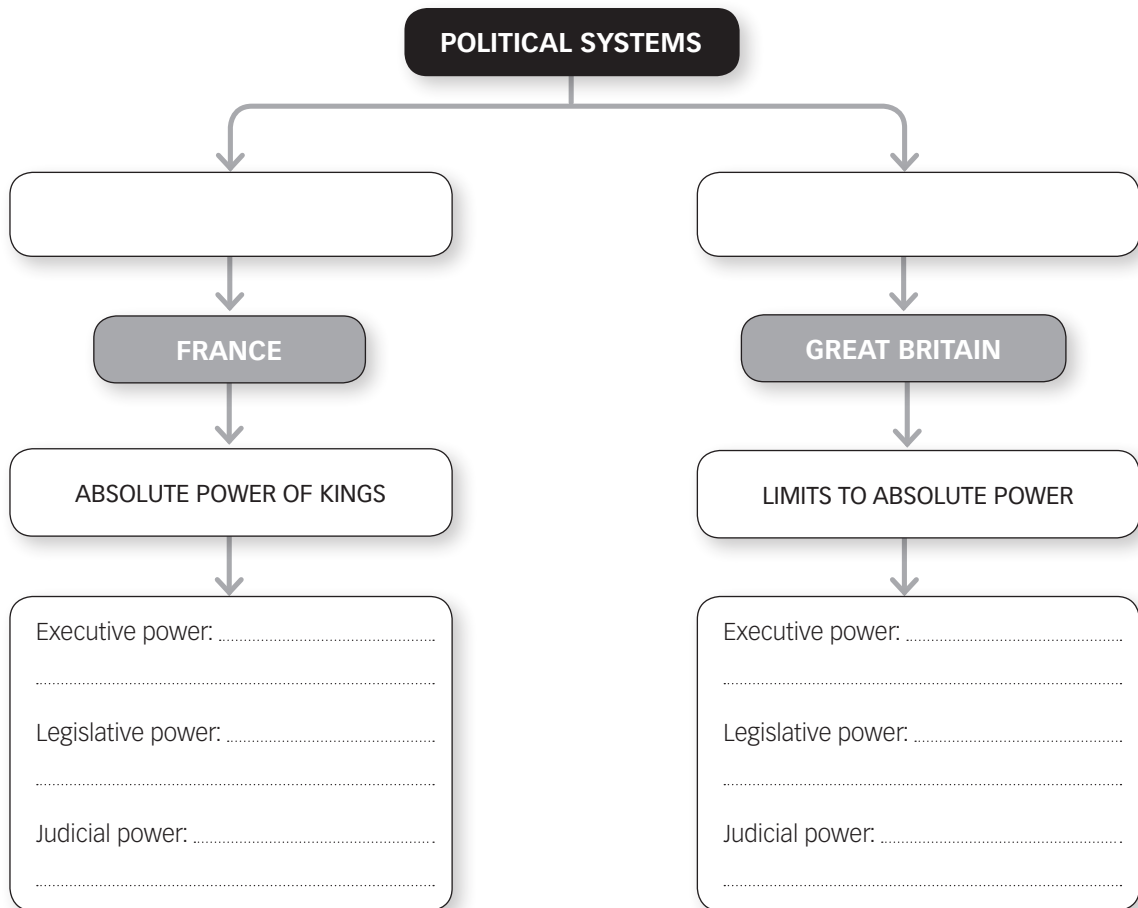 POLITICAL SYSTEMS
FRANCE
GREAT BRITAIN
ABSOLUTE POWER OF KINGS
LIMITS TO ABSOLUTE POWER
Executive power:
Legislative power:
Judicial power:
Executive power:
Legislative power:
Judicial power: